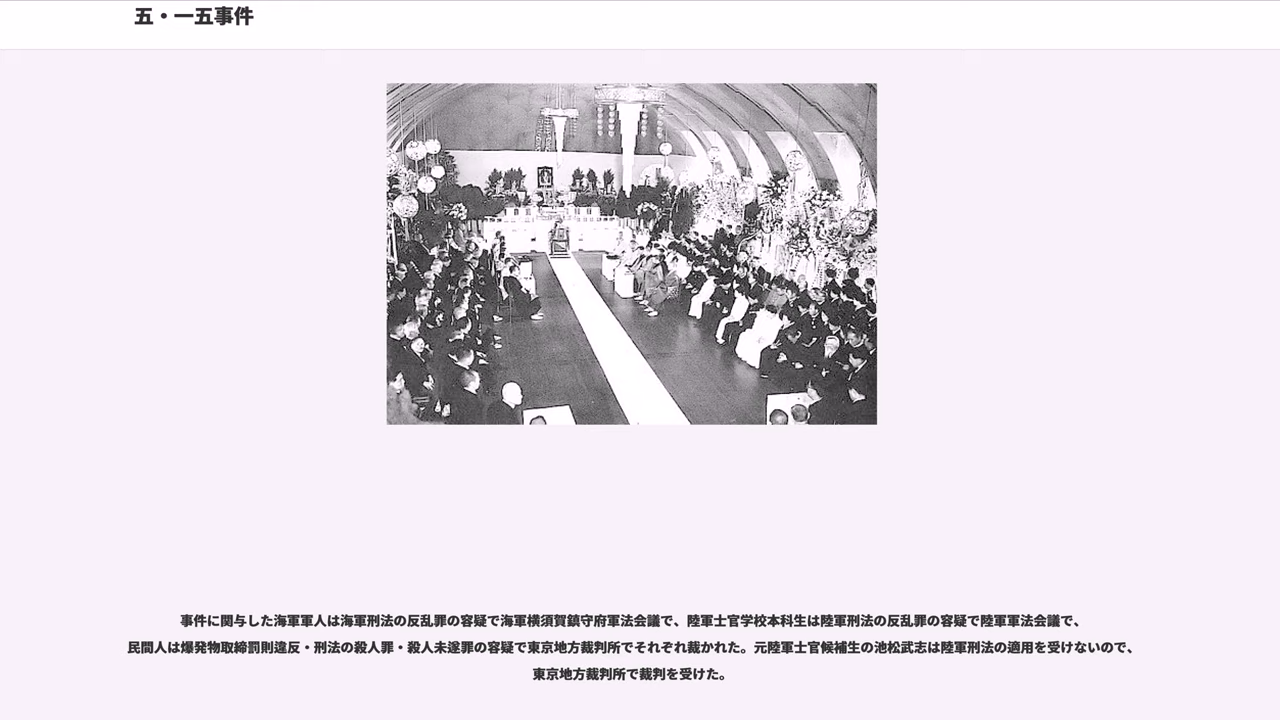 五・一五事件
事件に関与した海軍軍人は海軍刑法の反乱罪の容疑で海軍横須賀鎮守府軍法会議で、陸軍士官学校本科生は陸軍刑法の反乱罪の容疑で陸軍軍法会議で、
民間人は爆発物取締罰則違反・刑法の殺人罪・殺人未遂罪の容疑で東京地方裁判所でそれぞれ裁かれた。元陸軍士官候補生の池松武志は陸軍刑法の適用を受けないので、
東京地方裁判所で裁判を受けた。